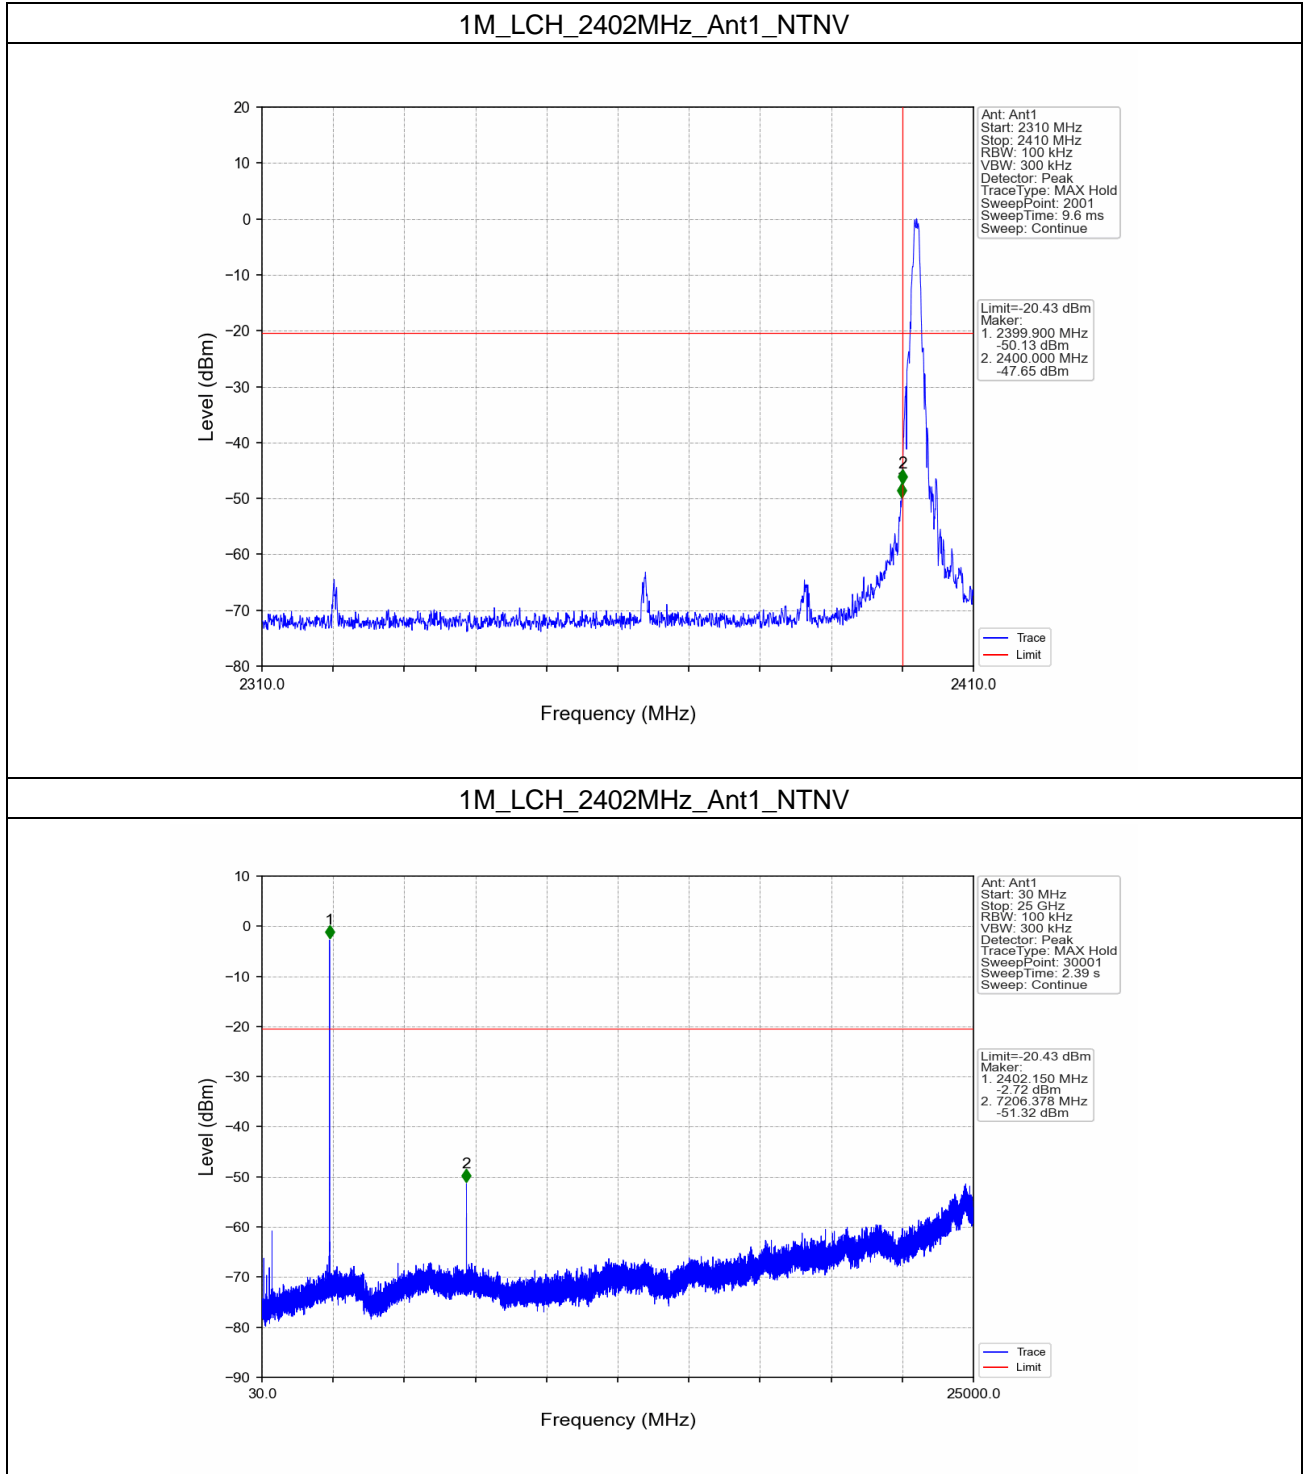 1M_LCH_2402MHz_Ant1_NTNV
20
10
0
−10
−20
−30
−40
−50
−60
−70
−80
Level (dBm)
2310.0
2410.0
Frequency (MHz)
2
Ant: Ant1
Start: 2310 MHz
Stop: 2410 MHz
RBW: 100 kHz
VBW: 300 kHz
Detector: Peak
TraceType: MAX Hold
SweepPoint: 2001
SweepTime: 9.6 ms
Sweep: Continue
Limit=-20.43 dBm
Maker:
1. 2399.900 MHz
-50.13 dBm
2. 2400.000 MHz
-47.65 dBm
Trace
Limit
1M_LCH_2402MHz_Ant1_NTNV
10
0
−10
−20
−30
−40
−50
−60
−70
−80
−90
Level (dBm)
30.0
25000.0
Frequency (MHz)
1
2
Ant: Ant1
Start: 30 MHz
Stop: 25 GHz
RBW: 100 kHz
VBW: 300 kHz
Detector: Peak
TraceType: MAX Hold
SweepPoint: 30001
SweepTime: 2.39 s
Sweep: Continue
Limit=-20.43 dBm
Maker:
1. 2402.150 MHz
-2.72 dBm
2. 7206.378 MHz
-51.32 dBm
Trace
Limit